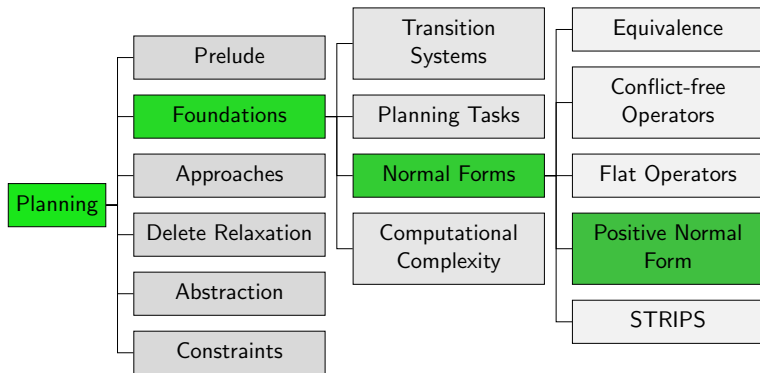 Planning
Prelude
Foundations
Approaches
Delete Relaxation
Abstraction
Constraints
Transition
Systems
Planning Tasks
Normal Forms
Computational
Complexity
Equivalence
Conflict-free
Operators
Flat Operators
Positive Normal
Form
STRIPS